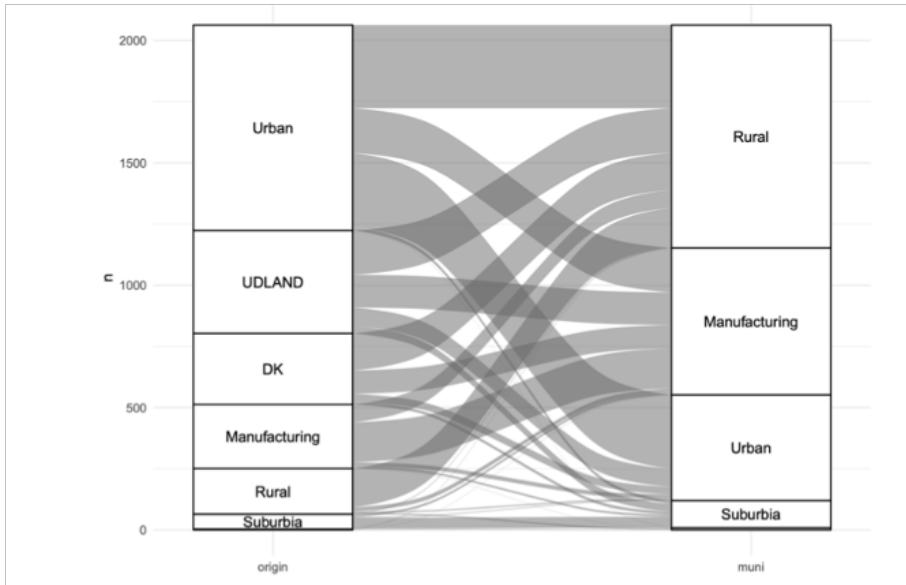 2000
1500
1000
500
0
n
Urban
UDLAND
DK
Manufacturing
Rural
Suburbia
Rural
Manufacturing
Urban
Suburbia
origin
muni